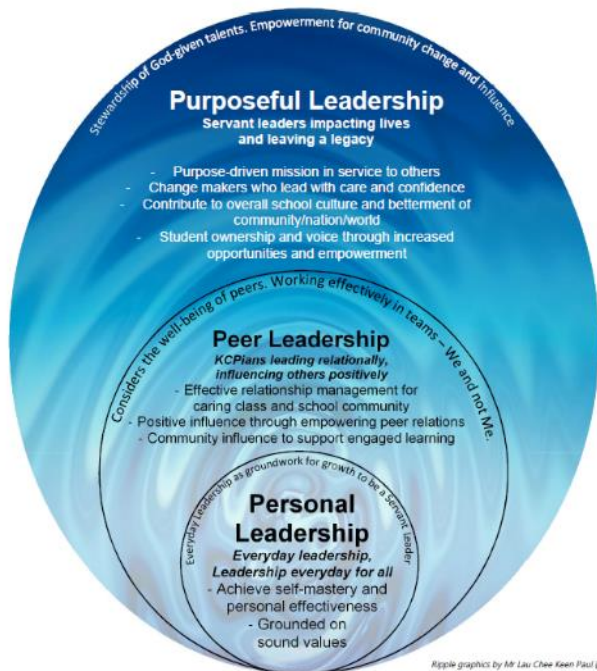 Stewardship of God-given talents. Empowerment for community change and influence
Purposeful Leadership
Servant leaders impacting lives
and leaving a legacy
- Purpose-driven mission in service to others
- Change makers who lead with care and confidence
- Contribute to overall school culture and betterment of
community/nation/world
- Student ownership and voice through increased
opportunities and empowerment
Considers the well-being of peers. Working effectively in teams – We and not Me.
Peer Leadership
KCPians leading relationally,
influencing others positively
- Effective relationship management for
caring class and school community
- Positive influence through empowering peer relations
- Community influence to support engaged learning
Everyday Leadership as groundwork for growth to be a Servant Leader
Personal
Leadership
Everyday leadership,
Leadership everyday for all
- Achieve self-mastery and
personal effectiveness
- Grounded on
sound values
Ripple graphics by Mr Lau Chee Keen Paul (